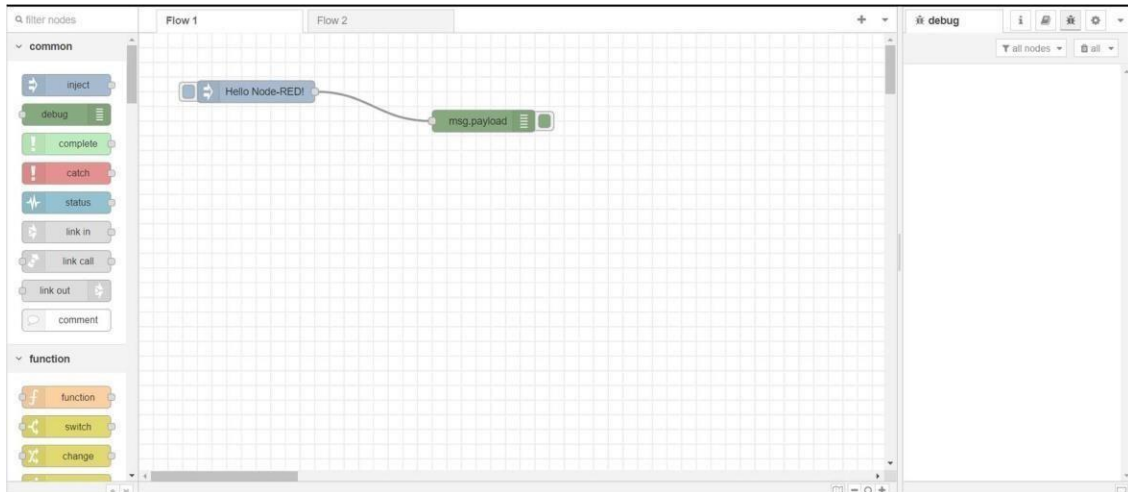 filter nodes
Flow 1
Flow 2
debug
i
all nodes
all
common
inject
debug
complete
catch
status
link in
link call
link out
comment
function
function
switch
change
Hello Node-RED!
msg.payload